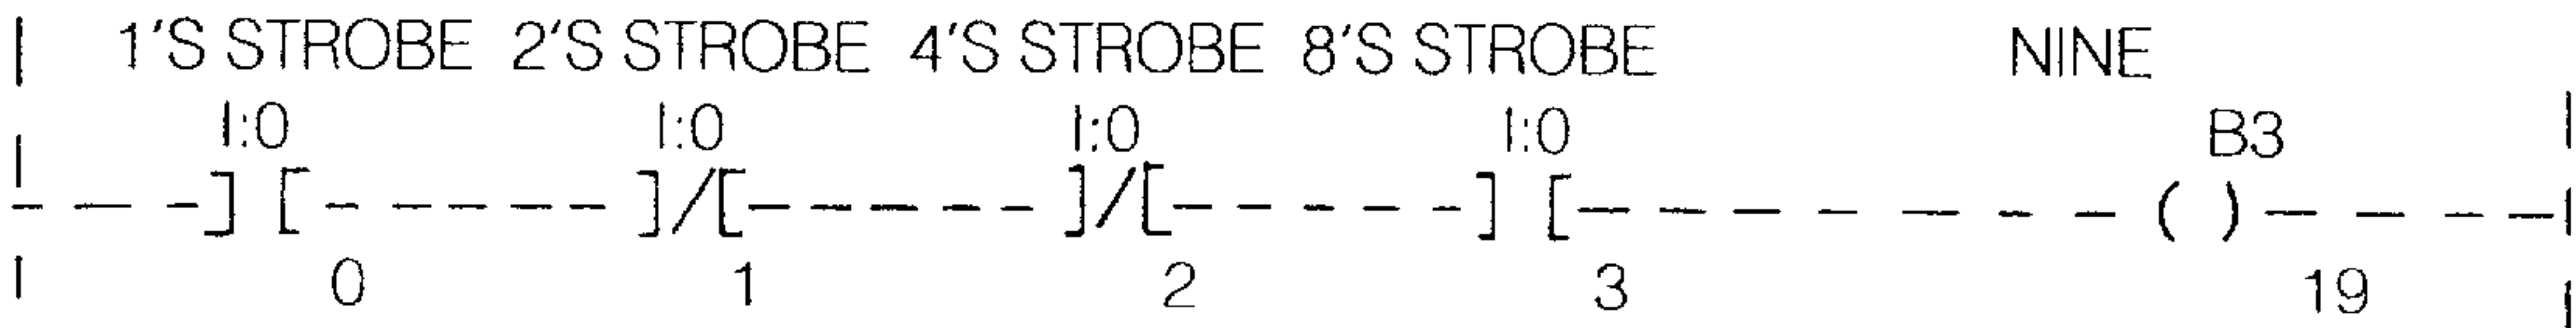 1'S STROBE 2'S STROBE 4'S STROBE 8'S STROBE NINE
I:0 I:0 I:0 I:0 B3
] [ ]/[ ]/[ ] [ ( )
0 1 2 3 19